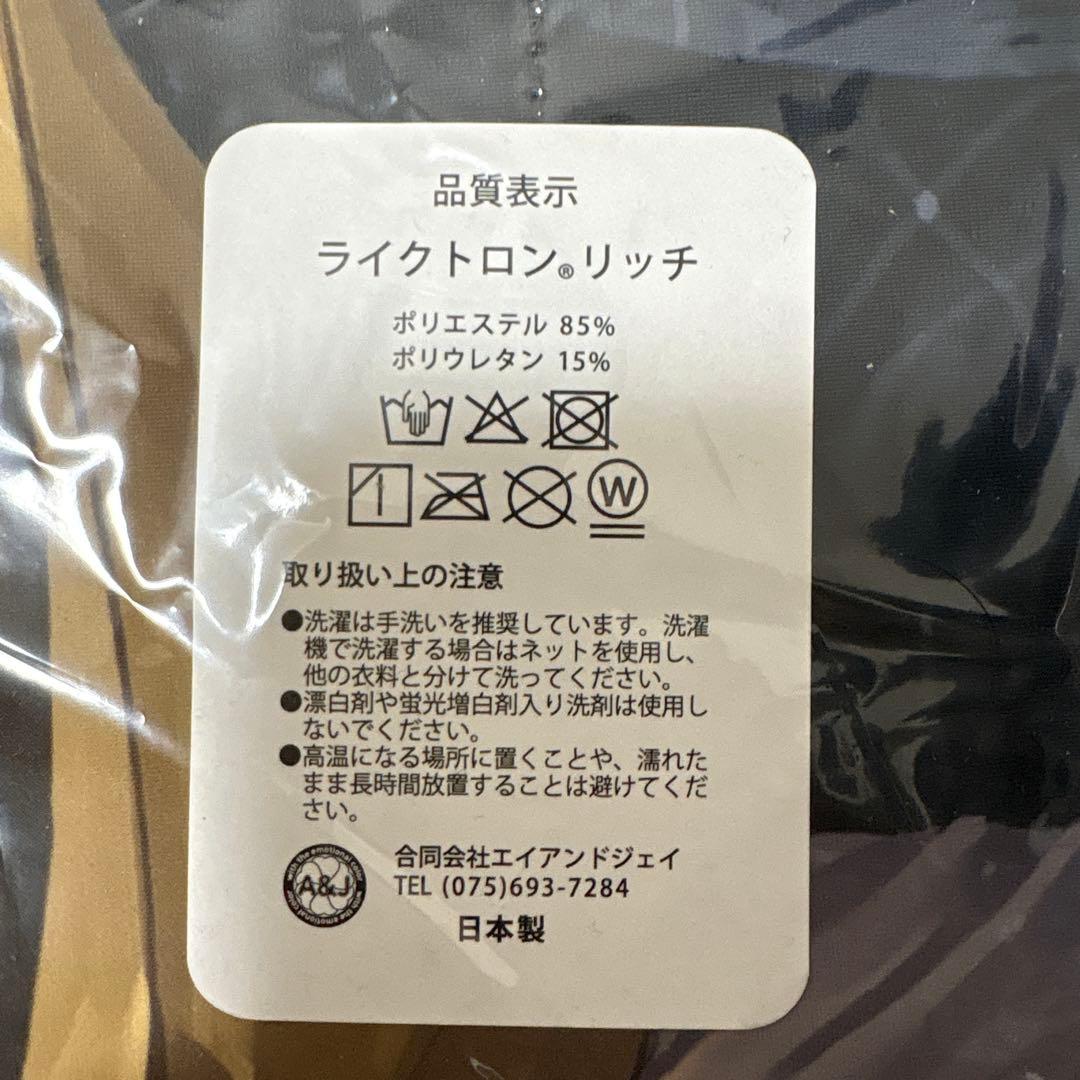 品質表示
ライクトロン®リッチ
ポリエステル 85%
ポリウレタン 15%
W
取り扱い上の注意
●洗濯は手洗いを推奨しています。洗濯
機で洗濯する場合はネットを使用し、
他の衣料と分けて洗ってください。
●漂白剤や蛍光増白剤入り洗剤は使用し
ないでください。
●高温になる場所に置くことや、濡れた
まま長時間放置することは避けてくだ
さい。
with the emotional color
A&J
with the emotional color
合同会社エイアンドジェイ
TEL (075)693-7284
日本製